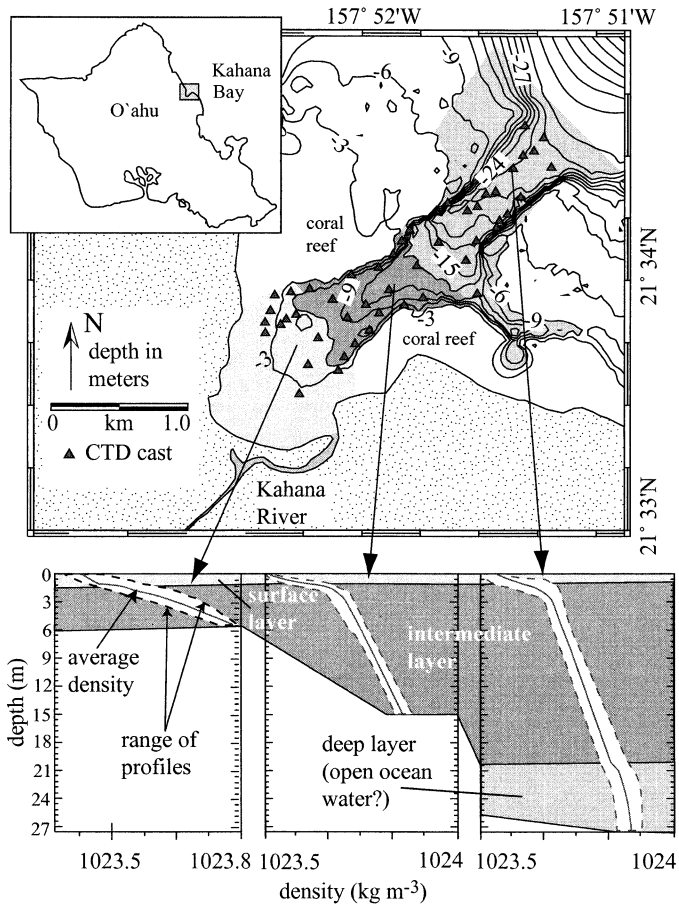 157° 52'W
157° 51'W
Kahana
Bay
O`ahu
-9
-27
-6
-3
-24
coral
reef
-15
-9
-6
-9
-3
coral reef
-3
21° 34'N
N
depth in
meters
0 km 1.0
CTD cast
Kahana
River
21° 33'N
0
3
6
9
12
15
18
21
24
27
depth (m)
surface
layer
intermediate
layer
average
density
range of
profiles
deep layer
(open ocean
water?)
1023.5 1023.8
1023.5 1024
1023.5 1024
density (kg m-3)